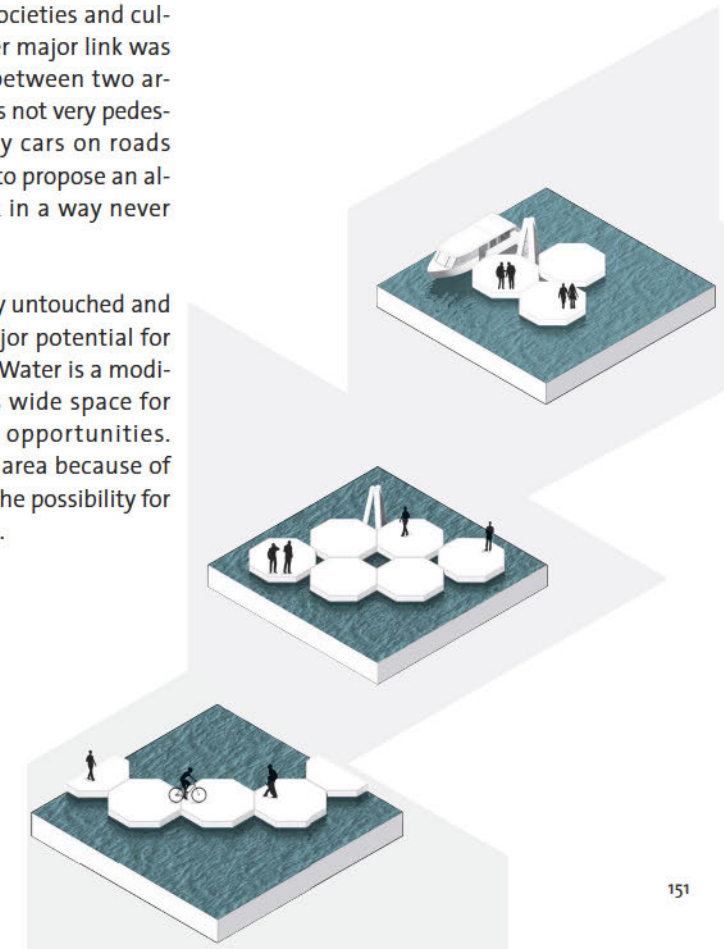 ocieties and cul-
er major link was
between two ar-
s not very pedes-
y cars on roads
to propose an al-
in a way never
y untouched and
jor potential for
Water is a modi-
wide space for
opportunities.
area because of
he possibility for
.
151